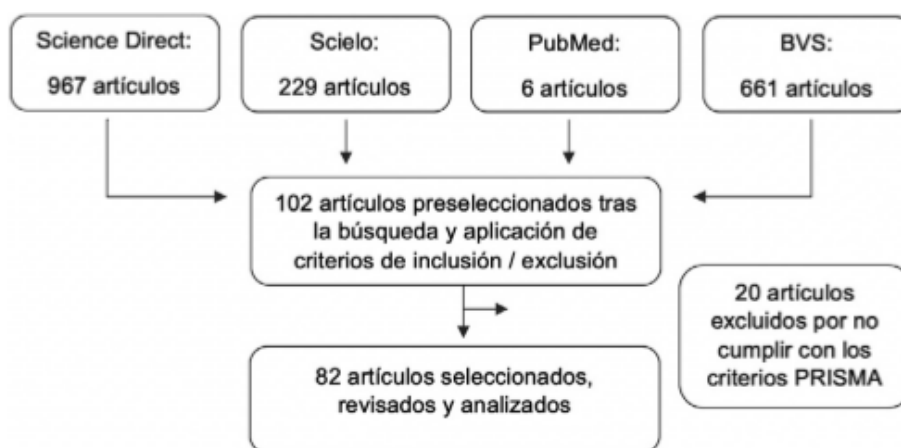 Science Direct:
967 artículos
Scielo:
229 artículos
PubMed:
6 artículos
BVS:
661 artículos
102 artículos preseleccionados tras
la búsqueda y aplicación de
criterios de inclusión / exclusión
20 artículos
excluidos por no
cumplir con los
criterios PRISMA
82 artículos seleccionados,
revisados y analizados